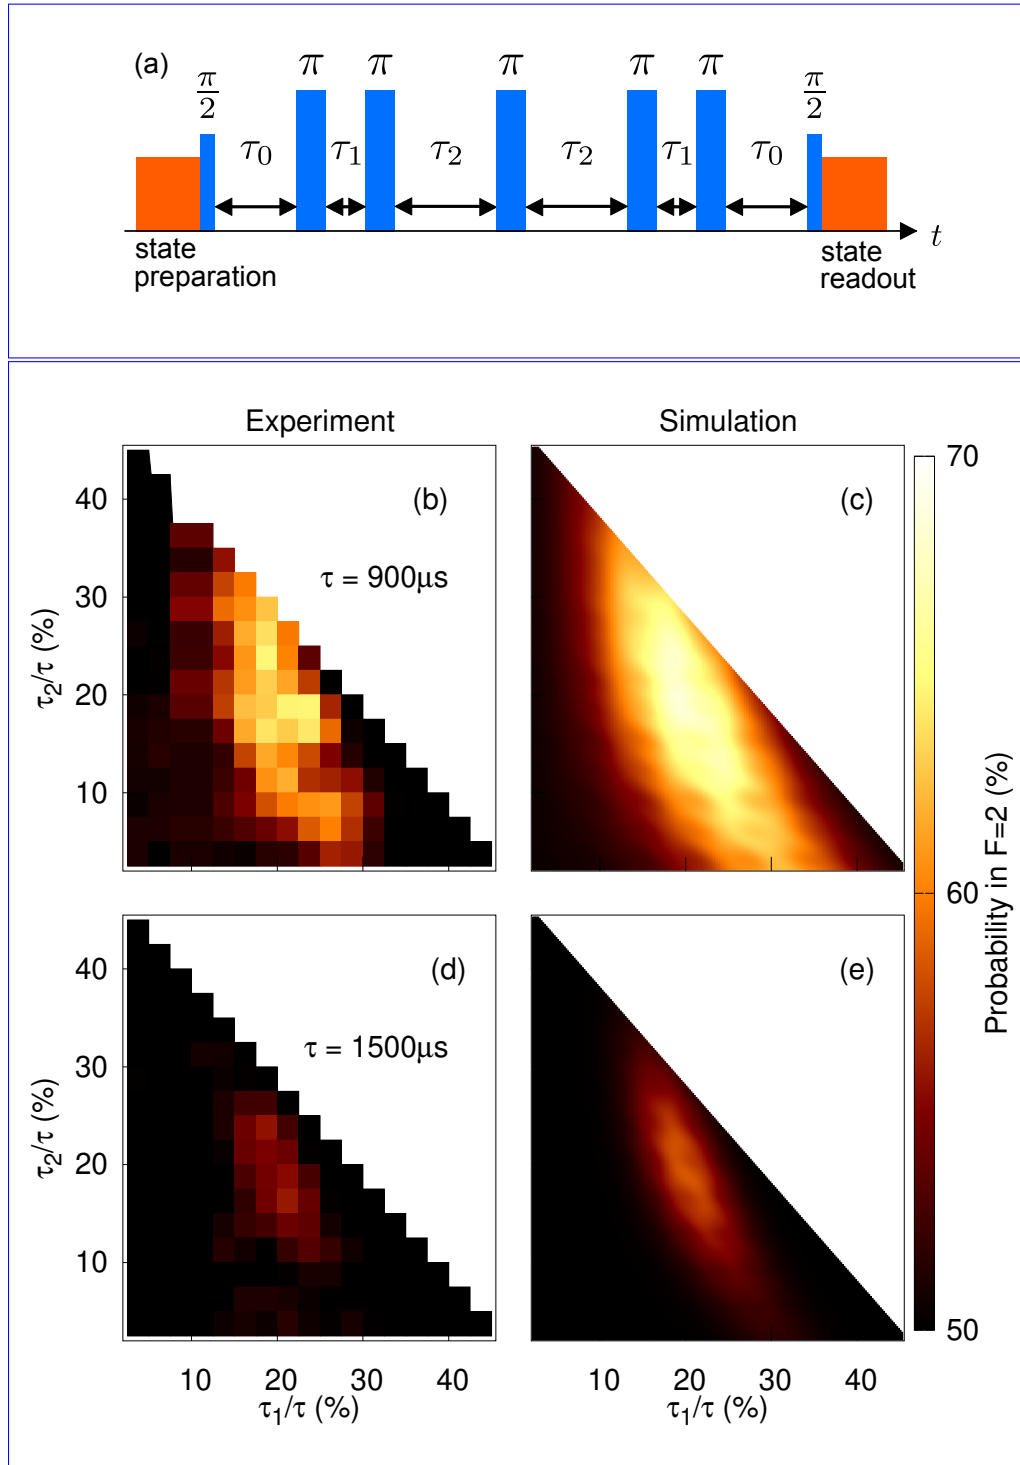 (a)
π/2 π π π π π π/2
τ0 τ1 τ2 τ2 τ1 τ0
t
state
preparation
state
readout
Experiment
Simulation
(b)
τ = 900μs
(c)
40
30
20
10
τ2/τ (%)
(d)
τ = 1500μs
(e)
40
30
20
10
τ2/τ (%)
10 20 30 40
τ1/τ (%)
10 20 30 40
τ1/τ (%)
70
60
50
Probability in F=2 (%)